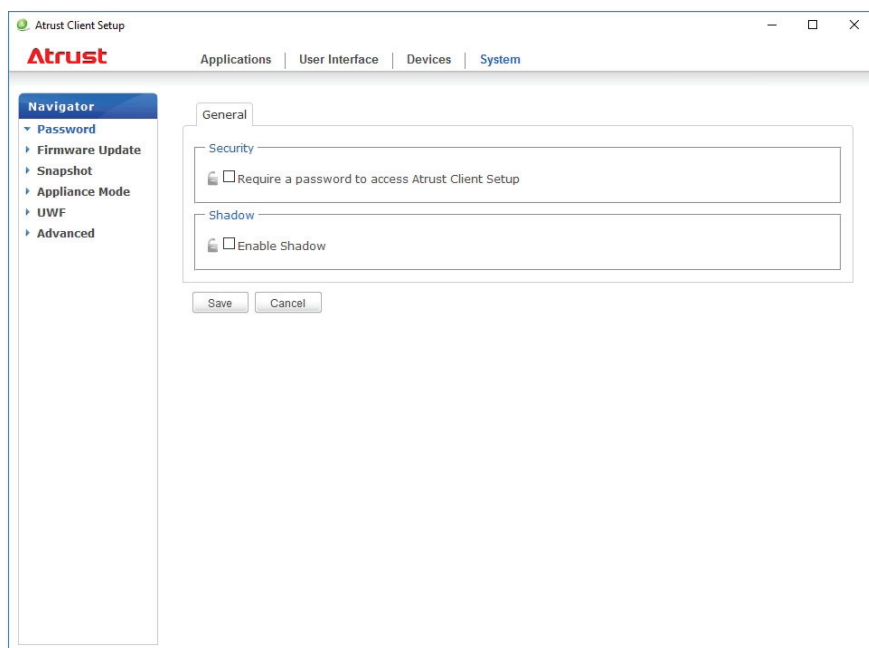 Atrust Client Setup
Atrust
Applications | User Interface | Devices | System
Navigator
Password
Firmware Update
Snapshot
Appliance Mode
UWF
Advanced
General
Security
Require a password to access Atrust Client Setup
Shadow
Enable Shadow
Save Cancel